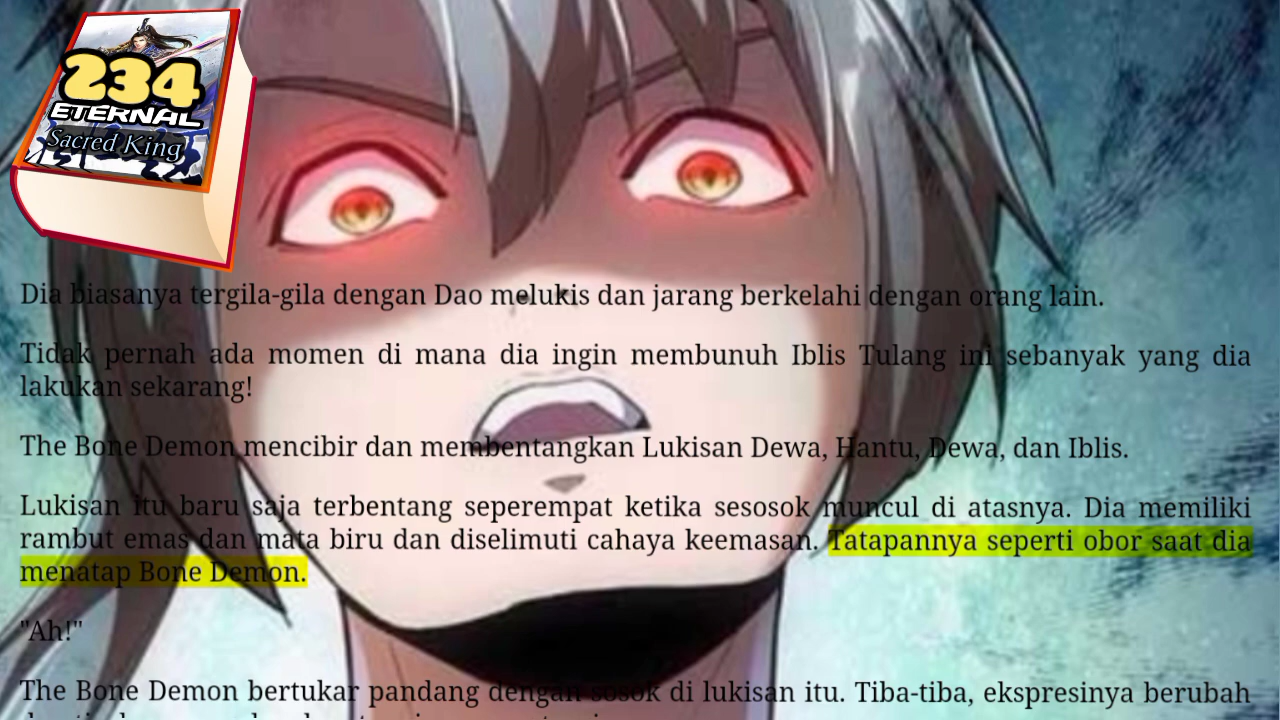 234
ETERNAL
Sacred King
Dia biasanya tergila-gila dengan Dao melukis dan jarang berkelahi dengan orang lain.
Tidak pernah ada momen di mana dia ingin membunuh Iblis Tulang ini sebanyak yang dia
lakukan sekarang!
The Bone Demon mencibir dan membentangkan Lukisan Dewa, Hantu, Dewa, dan Iblis.
Lukisan itu baru saja terbentang seperempat ketika sesosok muncul di atasnya. Dia memiliki
rambut emas dan mata biru dan diselimuti cahaya keemasan. Tatapannya seperti obor saat dia
menatap Bone Demon.
"Ah!"
The Bone Demon bertukar pandang dengan sosok di lukisan itu. Tiba-tiba, ekspresinya berubah